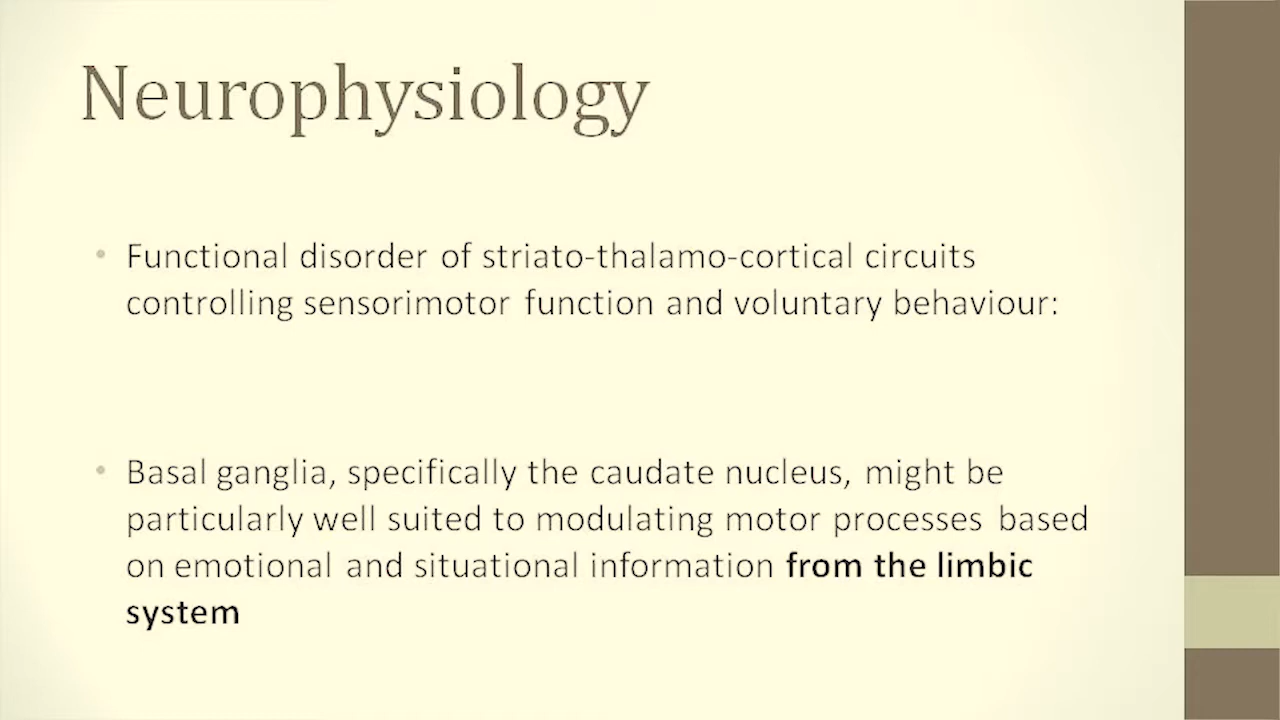 Neurophysiology
• Functional disorder of striato-thalamo-cortical circuits
controlling sensorimotor function and voluntary behaviour:
• Basal ganglia, specifically the caudate nucleus, might be
particularly well suited to modulating motor processes based
on emotional and situational information from the limbic
system